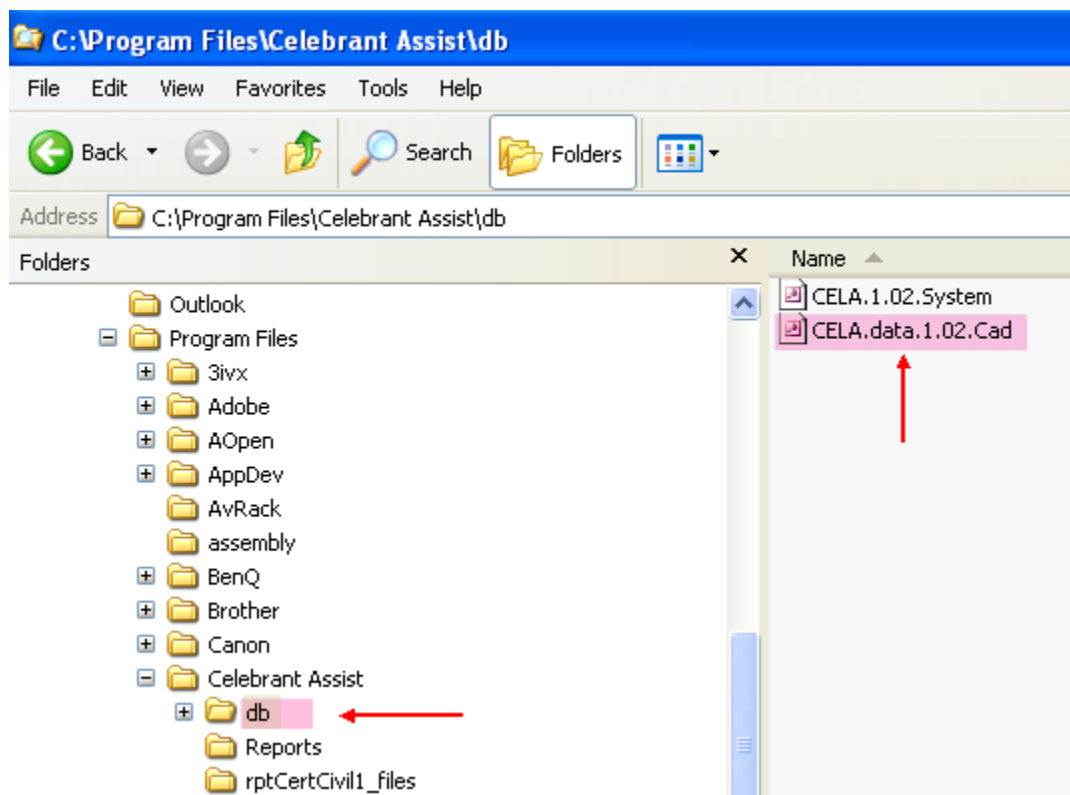 C:\Program Files\Celebrant Assist\db
File Edit View Favorites Tools Help
Back Search Folders
Address C:\Program Files\Celebrant Assist\db
Folders
Outlook
Program Files
3ivx
Adobe
AOpen
AppDev
AvRack
assembly
BenQ
Brother
Canon
Celebrant Assist
db
Reports
rptCertCivil1_files
Name
CELA.1.02.System
CELA.data.1.02.Cad